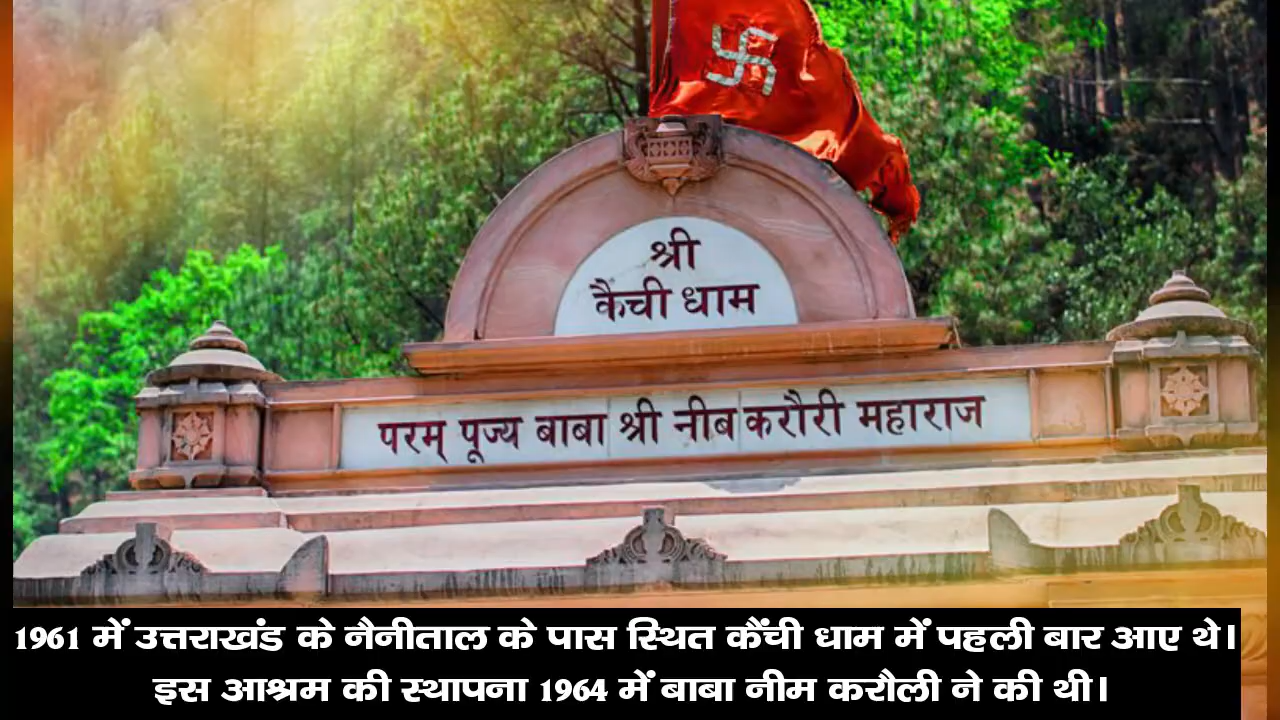 श्री
कैंची धाम
परम् पूज्य बाबा श्री नीब करौरी महाराज
1961 में उत्तराखंड के नैनीताल के पास स्थित कैंची धाम में पहली बार आए थे।
इस आश्रम की स्थापना 1964 में बाबा नीम करौली ने की थी।